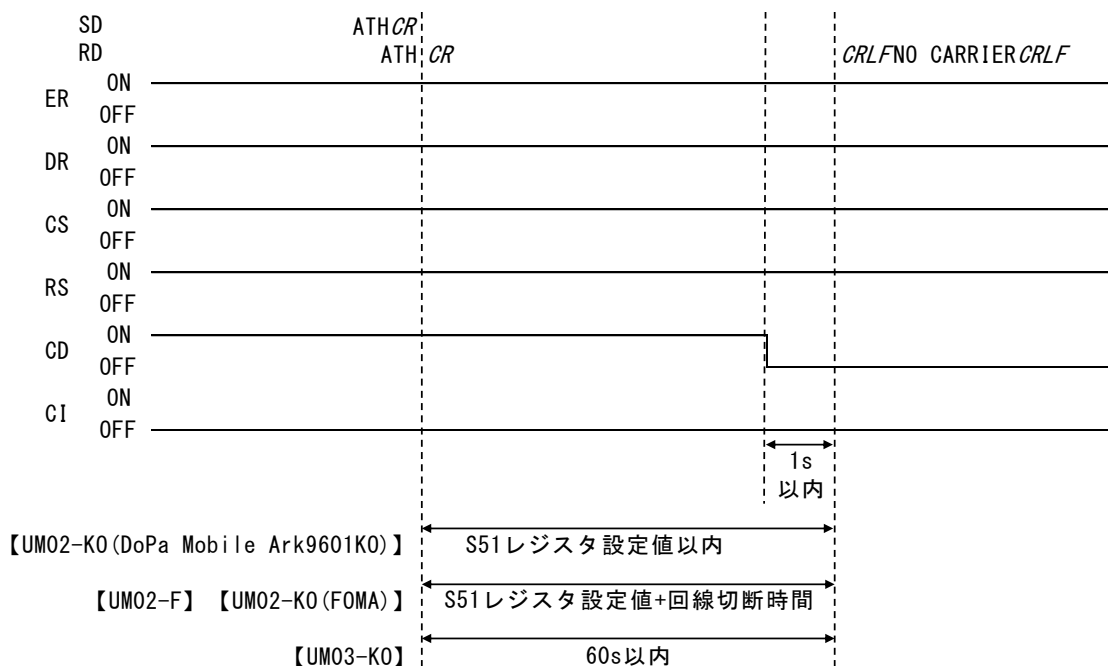 SD ATHCR
RD ATH CR CRLFNO CARRIERCRLF
ER ON
OFF
DR ON
OFF
CS ON
OFF
RS ON
OFF
CD ON
OFF
CI ON
OFF
1s
以内
【UM02-KO(DoPa Mobile Ark9601KO)】 S51レジスタ設定値以内
【UM02-F】【UM02-KO(FOMA)】 S51レジスタ設定値+回線切断時間
【UM03-KO】 60s以内